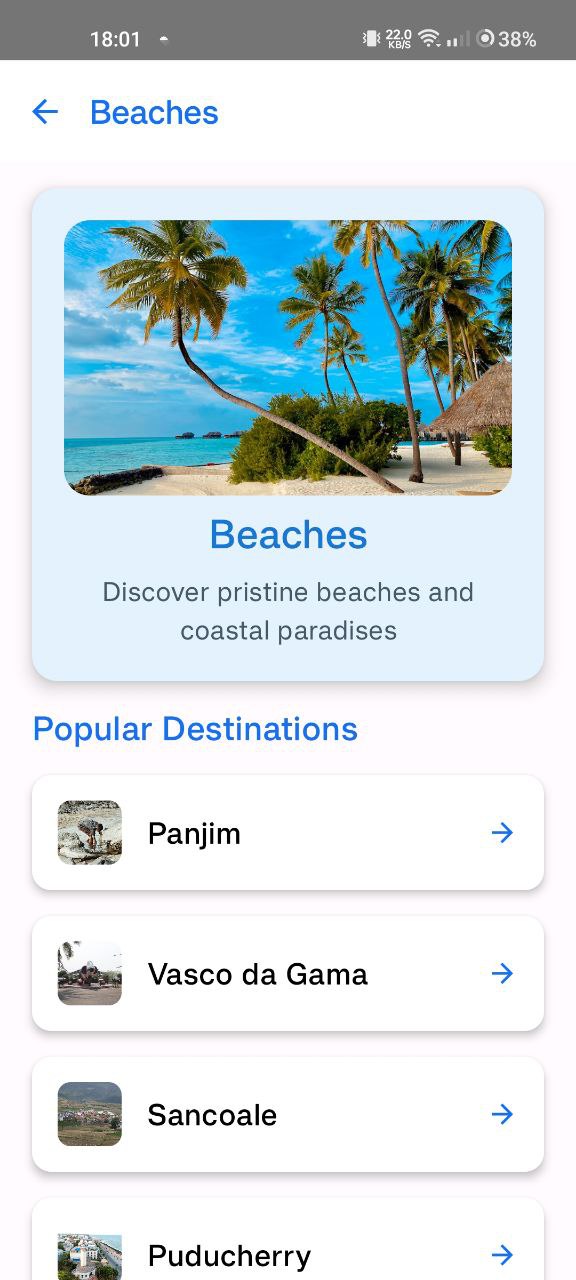 18:01 22.0 KB/S 38%
Beaches
Beaches
Discover pristine beaches and
coastal paradises
Popular Destinations
Panjim
Vasco da Gama
Sancoale
Puducherry